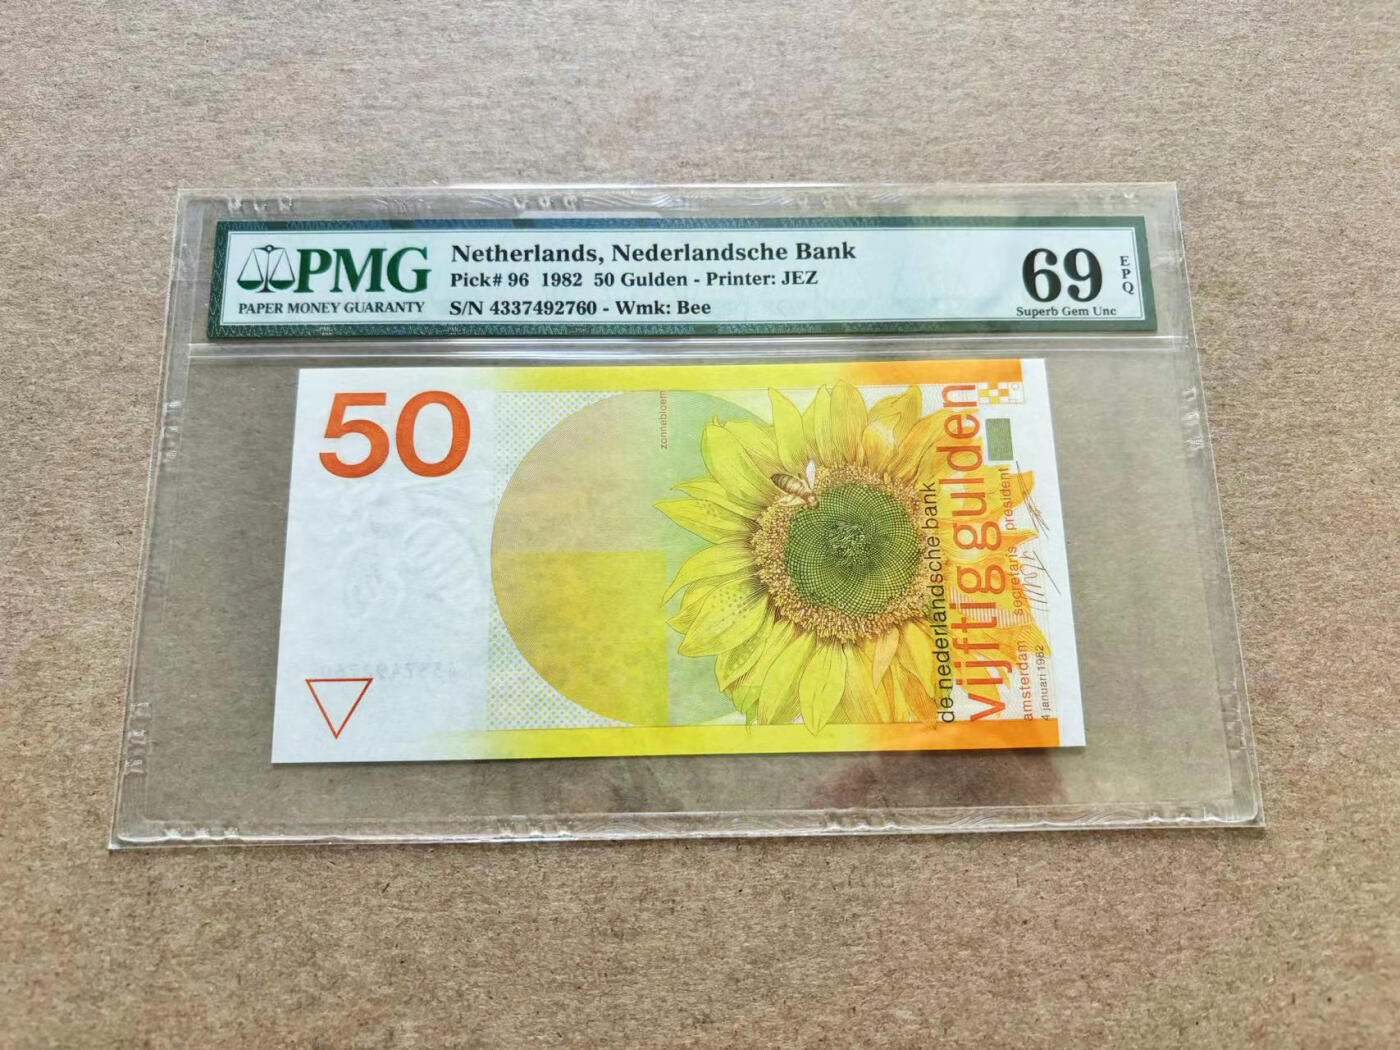 PMG
PAPER MONEY GUARANTY
Netherlands, Nederlandsche Bank
Pick# 96 1982 50 Gulden - Printer: JEZ
S/N 4337492760 - Wmk: Bee
69
EPQ
Superb Gem Unc
50
zonnebloem
de nederlandsche bank
vijftig gulden
secretaris president
amsterdam
4 januari 1982